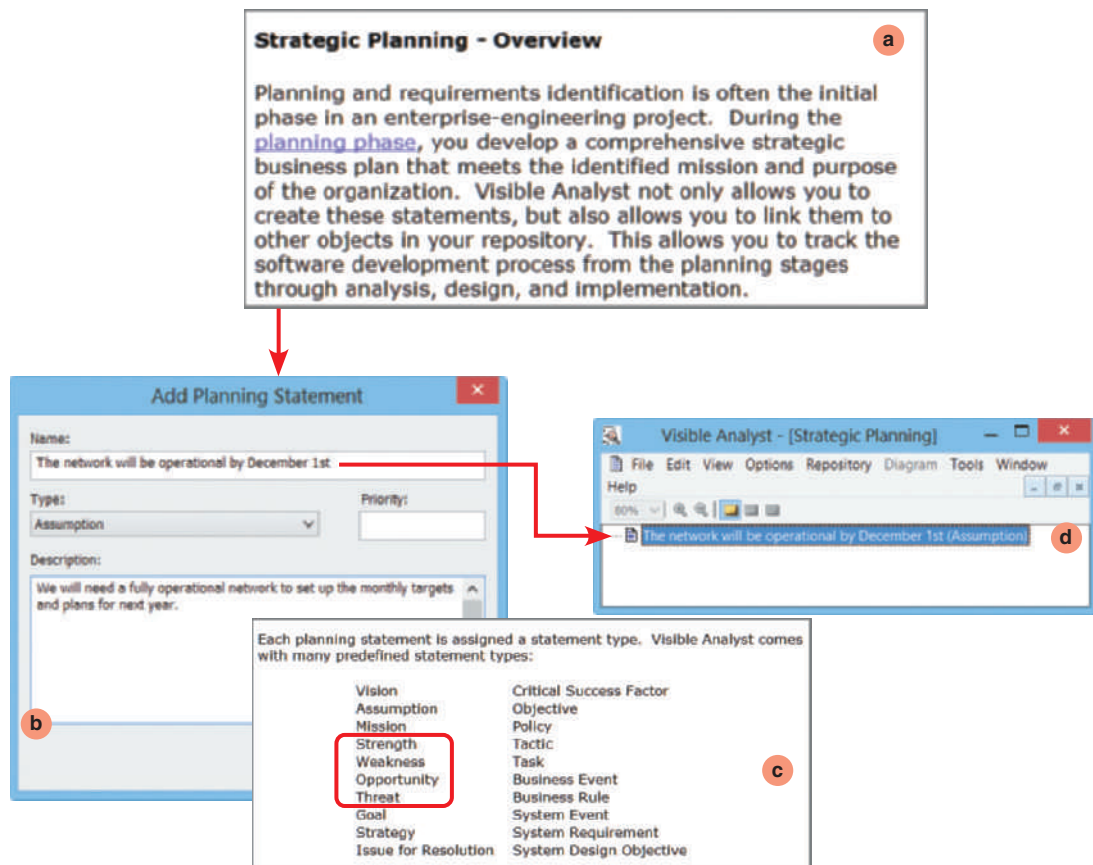 Strategic Planning - Overview
a
Planning and requirements identification is often the initial
phase in an enterprise-engineering project. During the
planning phase, you develop a comprehensive strategic
business plan that meets the identified mission and purpose
of the organization. Visible Analyst not only allows you to
create these statements, but also allows you to link them to
other objects in your repository. This allows you to track the
software development process from the planning stages
through analysis, design, and implementation.
Add Planning Statement
Name:
The network will be operational by December 1st
Type:
Priority:
Assumption
Description:
We will need a fully operational network to set up the monthly targets
and plans for next year.
b
Visible Analyst - [Strategic Planning]
File Edit View Options Repository Diagram Tools Window
Help
80%
The network will be operational by December 1st (Assumption)
d
Each planning statement is assigned a statement type. Visible Analyst comes
with many predefined statement types:
Vision Critical Success Factor
Assumption Objective
Mission Policy
Strength Tactic
Weakness Task
Opportunity Business Event
Threat Business Rule
Goal System Event
Strategy System Requirement
Issue for Resolution System Design Objective
c